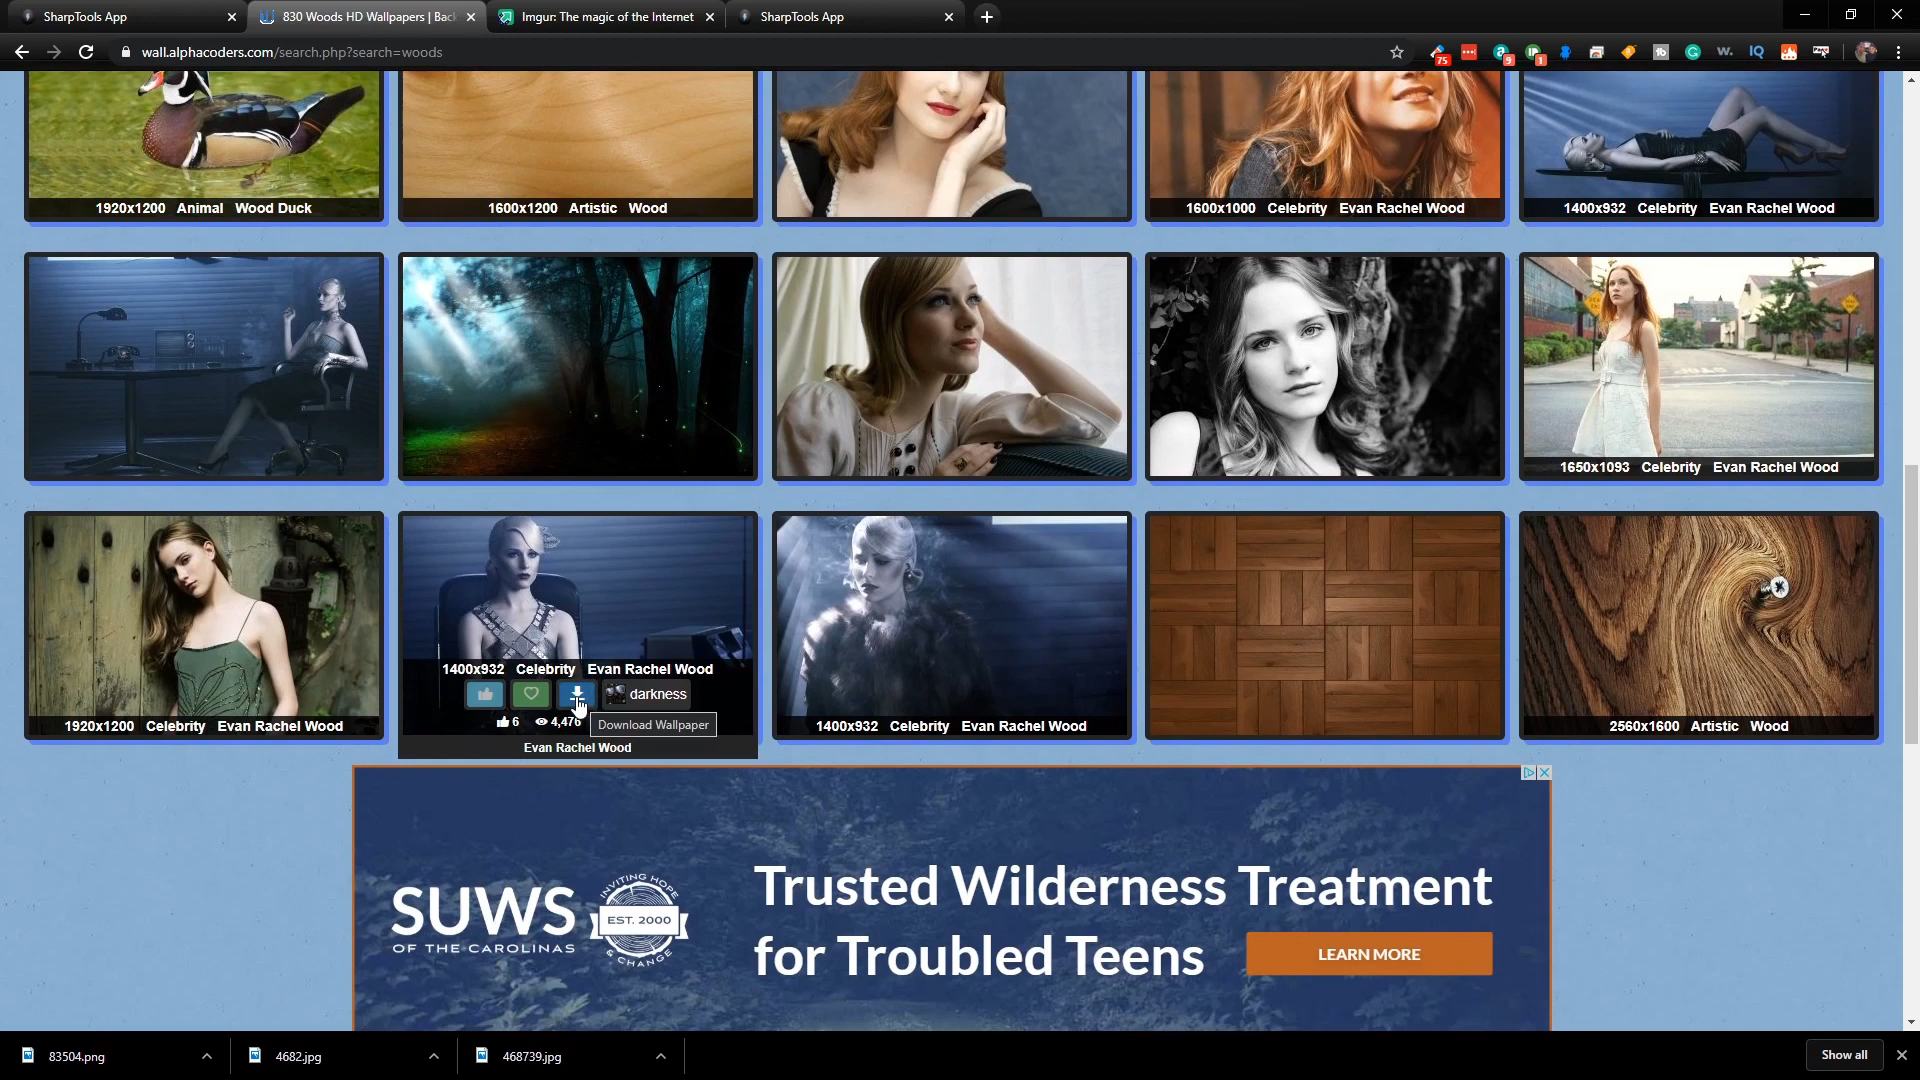 SharpTools App
830 Woods HD Wallpapers | Back
Imgur: The magic of the Internet
SharpTools App
wall.alphacoders.com/search.php?search=woods
75
9
1
W.
IQ
1920x1200 Animal Wood Duck
1600x1200 Artistic Wood
1600x1000 Celebrity Evan Rachel Wood
1400x932 Celebrity Evan Rachel Wood
1650x1093 Celebrity Evan Rachel Wood
1920x1200 Celebrity Evan Rachel Wood
1400x932 Celebrity Evan Rachel Wood
darkness
6 4,476
Download Wallpaper
Evan Rachel Wood
1400x932 Celebrity Evan Rachel Wood
2560x1600 Artistic Wood
SUWS
OF THE CAROLINAS
INVITING HOPE
EST. 2000
& CHANGE
Trusted Wilderness Treatment
for Troubled Teens
LEARN MORE
83504.png
4682.jpg
468739.jpg
Show all